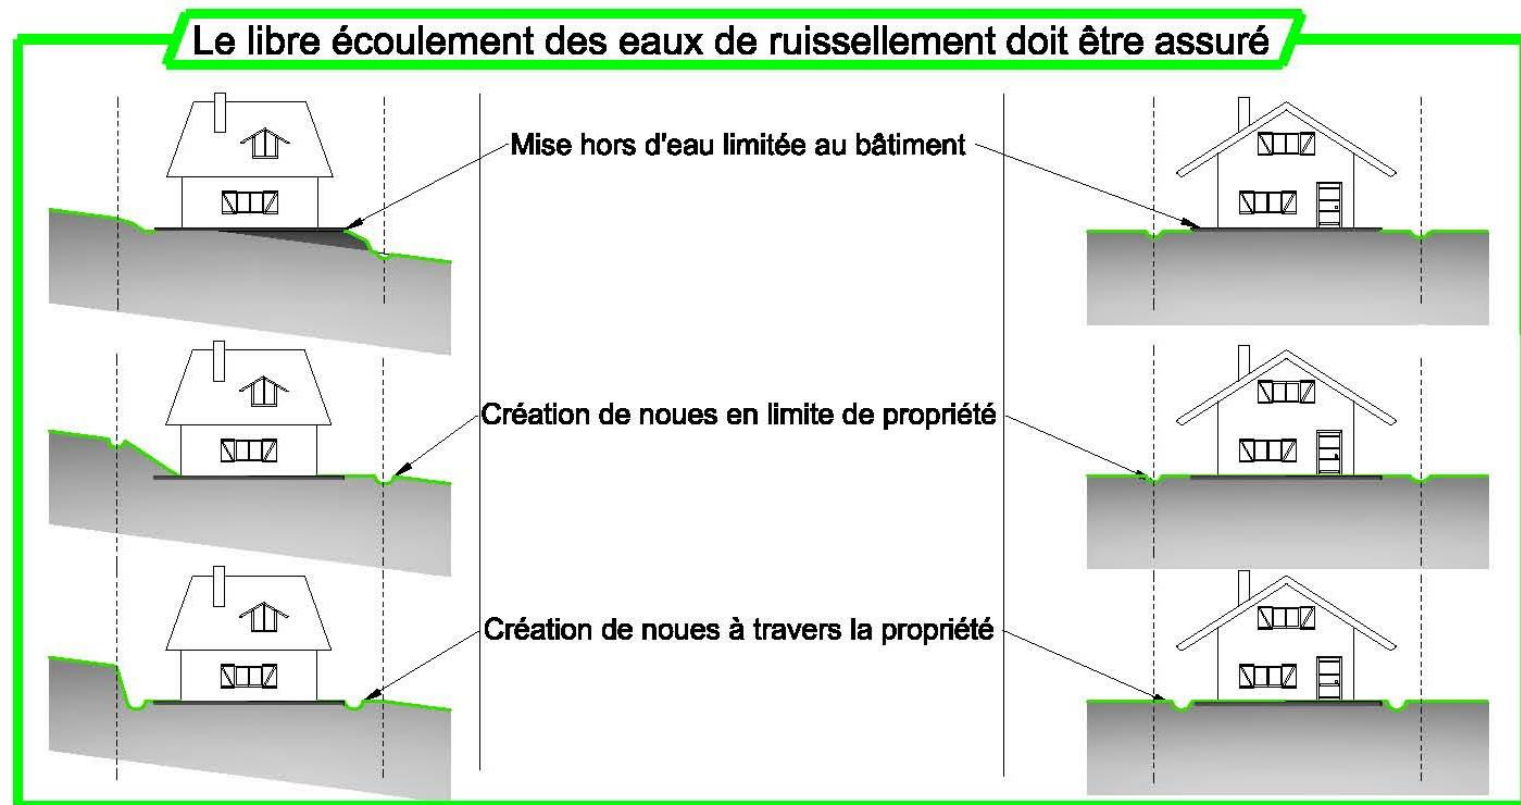 Le libre écoulement des eaux de ruissellement doit être assuré
Mise hors d'eau limitée au bâtiment
Création de noues en limite de propriété
Création de noues à travers la propriété